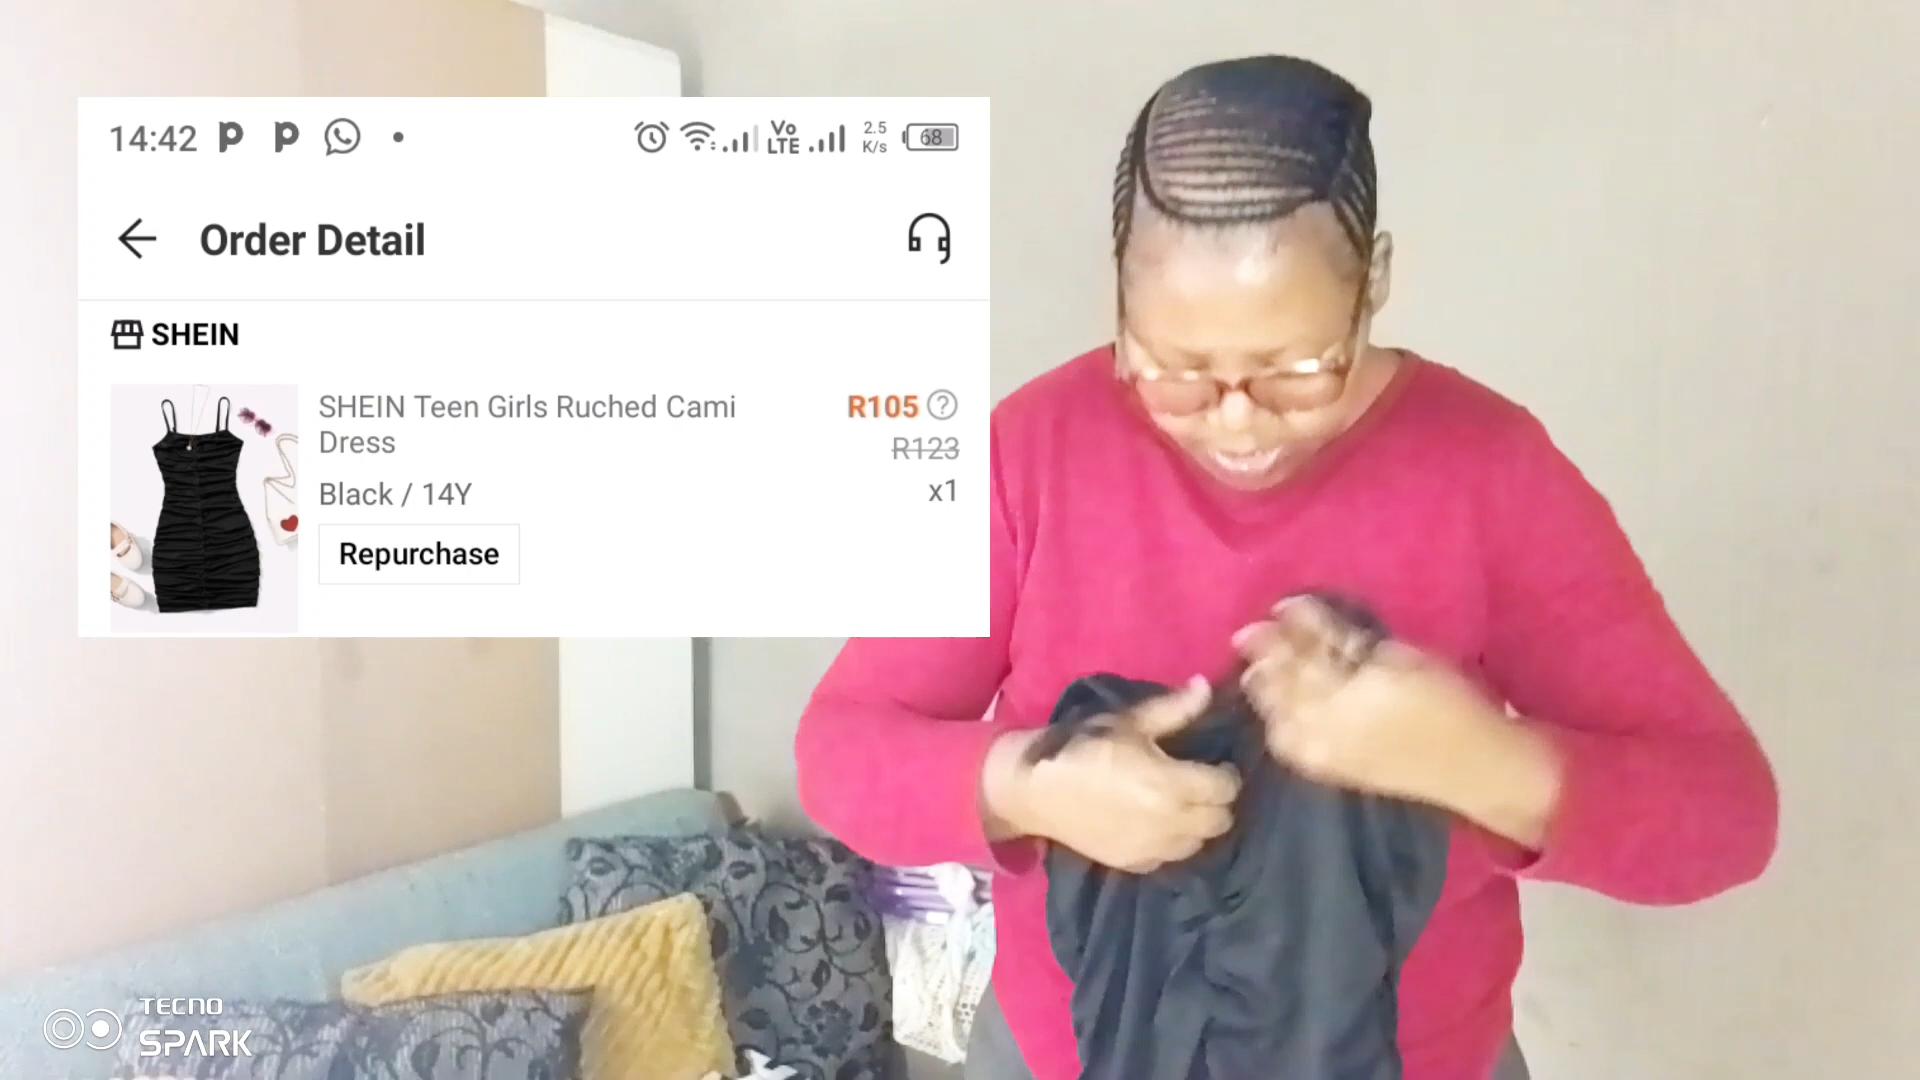 14:42 Vo LTE 2.5 K/s 68
Order Detail
SHEIN
SHEIN Teen Girls Ruched Cami
Dress
R105
R123
Black / 14Y
x1
Repurchase
TECNO
SPARK